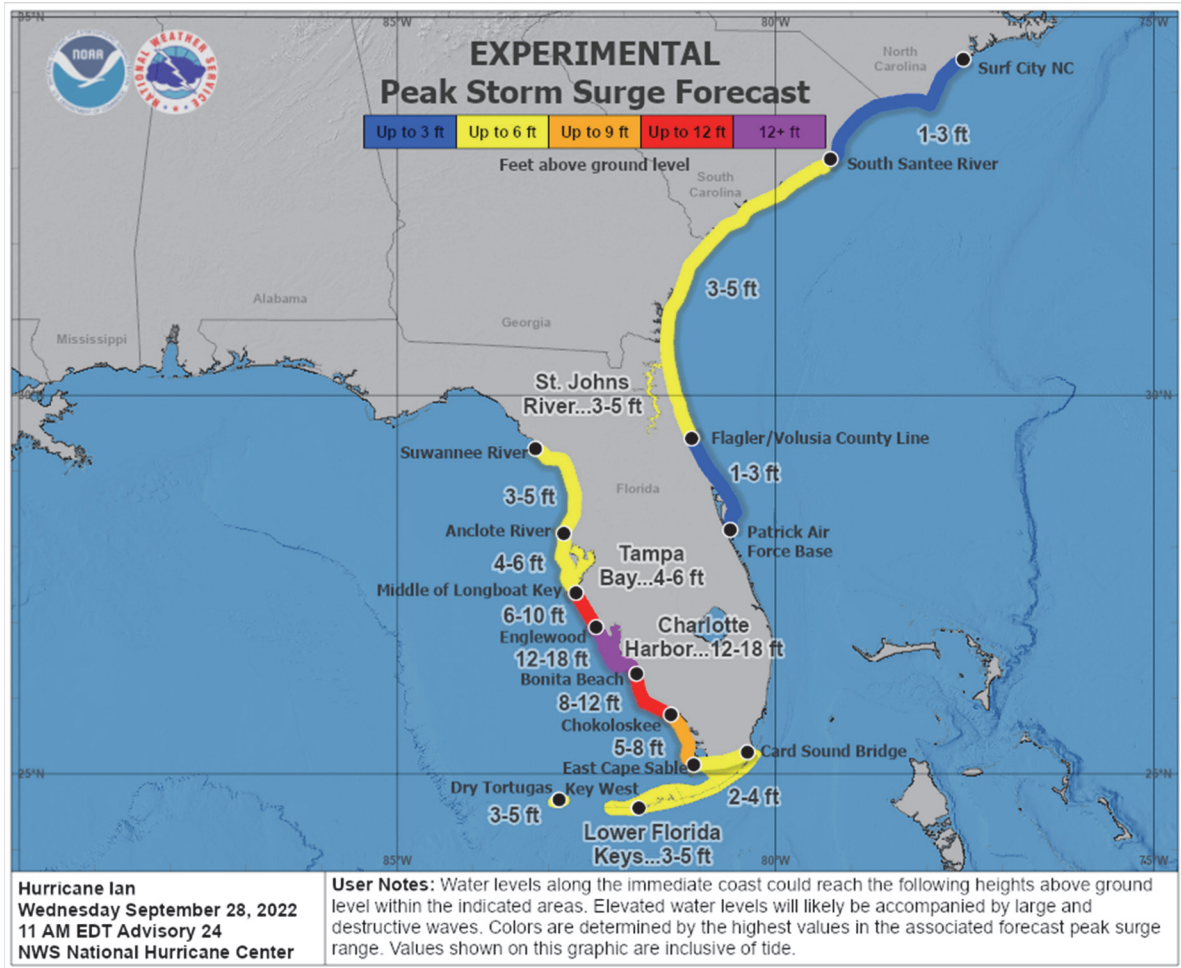 35°N
85°W
80°W
75°W
NOAA
NATIONAL WEATHER SERVICE
EXPERIMENTAL
Peak Storm Surge Forecast
Up to 3 ft
Up to 6 ft
Up to 9 ft
Up to 12 ft
12+ ft
Feet above ground level
North
Carolina
Surf City NC
1-3 ft
South Santee River
South
Carolina
3-5 ft
Alabama
Mississippi
Georgia
30°N
St. Johns
River...3-5 ft
Flagler/Volusia County Line
Suwannee River
1-3 ft
Florida
3-5 ft
Anclote River
Patrick Air
Force Base
4-6 ft
Tampa
Bay...4-6 ft
Middle of Longboat Key
6-10 ft
Englewood
Charlotte
Harbor...12-18 ft
12-18 ft
Bonita Beach
8-12 ft
Chokoloskee
5-8 ft
Card Sound Bridge
East Cape Sable
25°N
25°N
Dry Tortugas
Key West
2-4 ft
3-5 ft
Lower Florida
Keys...3-5 ft
85°W
80°W
75°W
Hurricane Ian
Wednesday September 28, 2022
11 AM EDT Advisory 24
NWS National Hurricane Center
User Notes: Water levels along the immediate coast could reach the following heights above ground
level within the indicated areas. Elevated water levels will likely be accompanied by large and
destructive waves. Colors are determined by the highest values in the associated forecast peak surge
range. Values shown on this graphic are inclusive of tide.